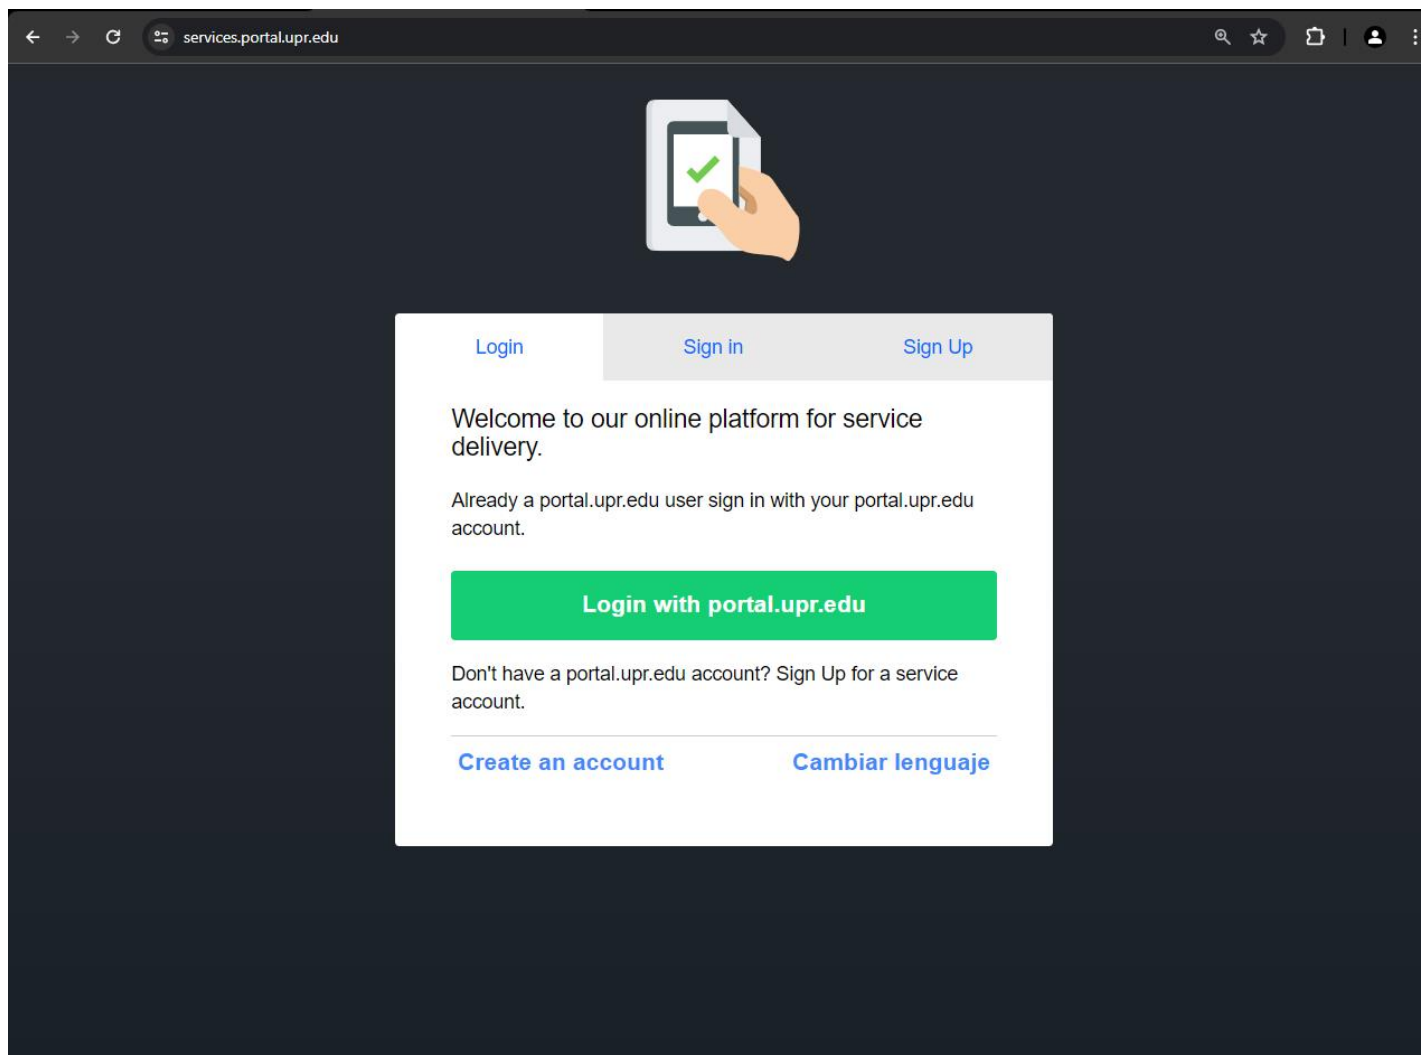 services.portal.upr.edu
Login
Sign in
Sign Up
Welcome to our online platform for service
delivery.
Already a portal.upr.edu user sign in with your portal.upr.edu
account.
Login with portal.upr.edu
Don't have a portal.upr.edu account? Sign Up for a service
account.
Create an account
Cambiar lenguaje